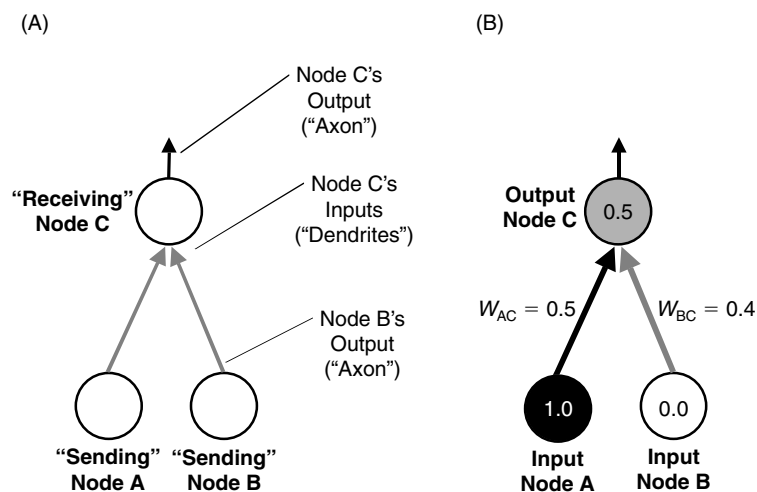 (A)
Node C's
Output
(“Axon”)
“Receiving”
Node C
Node C's
Inputs
(“Dendrites”)
Node B's
Output
(“Axon”)
“Sending”
Node A
“Sending”
Node B
(B)
Output
Node C
0.5
W_AC = 0.5
W_BC = 0.4
1.0
0.0
Input
Node A
Input
Node B